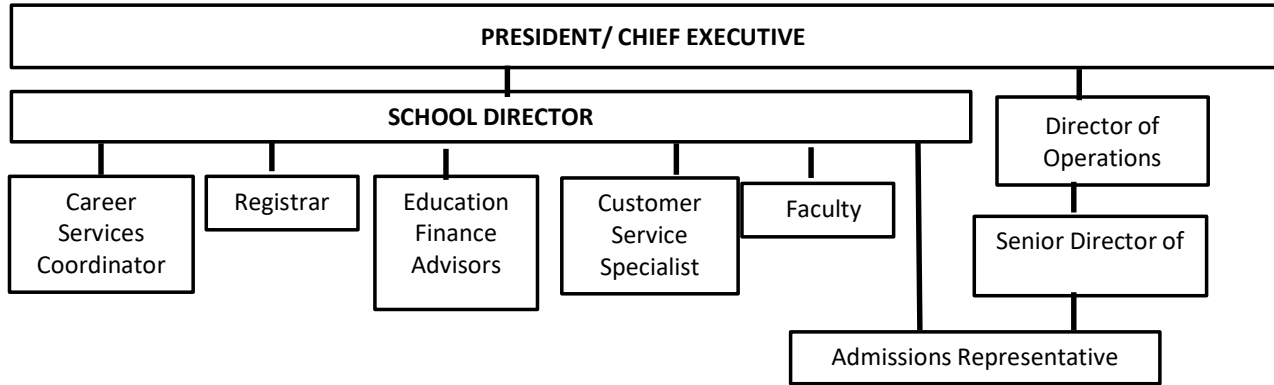 PRESIDENT/ CHIEF EXECUTIVE
SCHOOL DIRECTOR
Director of
Operations
Career
Services
Coordinator
Registrar
Education
Finance
Advisors
Customer
Service
Specialist
Faculty
Senior Director of
Admissions Representative